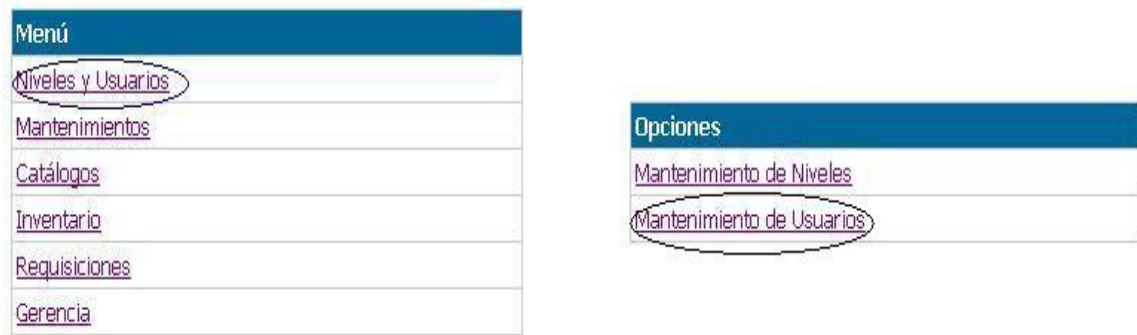 Menú
Niveles y Usuarios
Mantenimientos
Catálogos
Inventario
Requisiciones
Gerencia
Opciones
Mantenimiento de Niveles
Mantenimiento de Usuarios